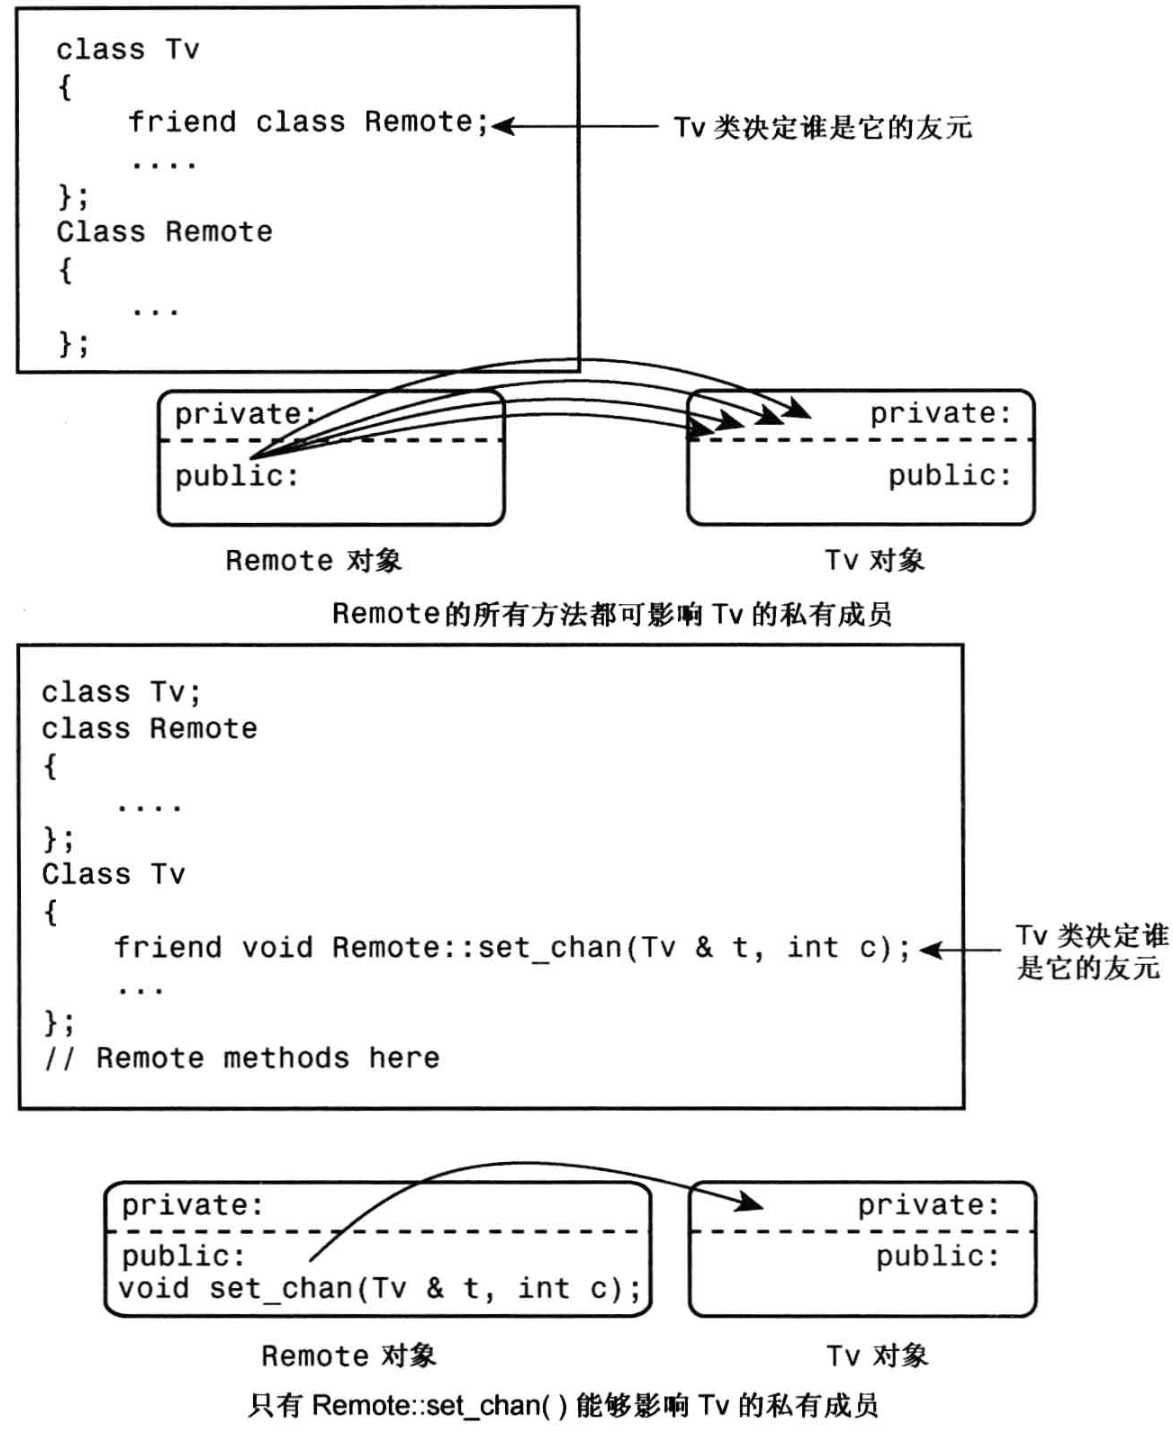 class Tv
{
friend class Remote;
Tv 类决定谁是它的友元
....
};
Class Remote
{
...
};
private:
private:
public:
public:
Remote 对象
Tv 对象
Remote的所有方法都可影响 Tv 的私有成员
class Tv;
class Remote
{
....
};
Class Tv
{
friend void Remote::set_chan(Tv & t, int c);
Tv 类决定谁
是它的友元
...
};
// Remote methods here
private:
private:
public:
public:
void set_chan(Tv & t, int c);
Remote 对象
Tv 对象
只有 Remote::set_chan( ) 能够影响 Tv 的私有成员